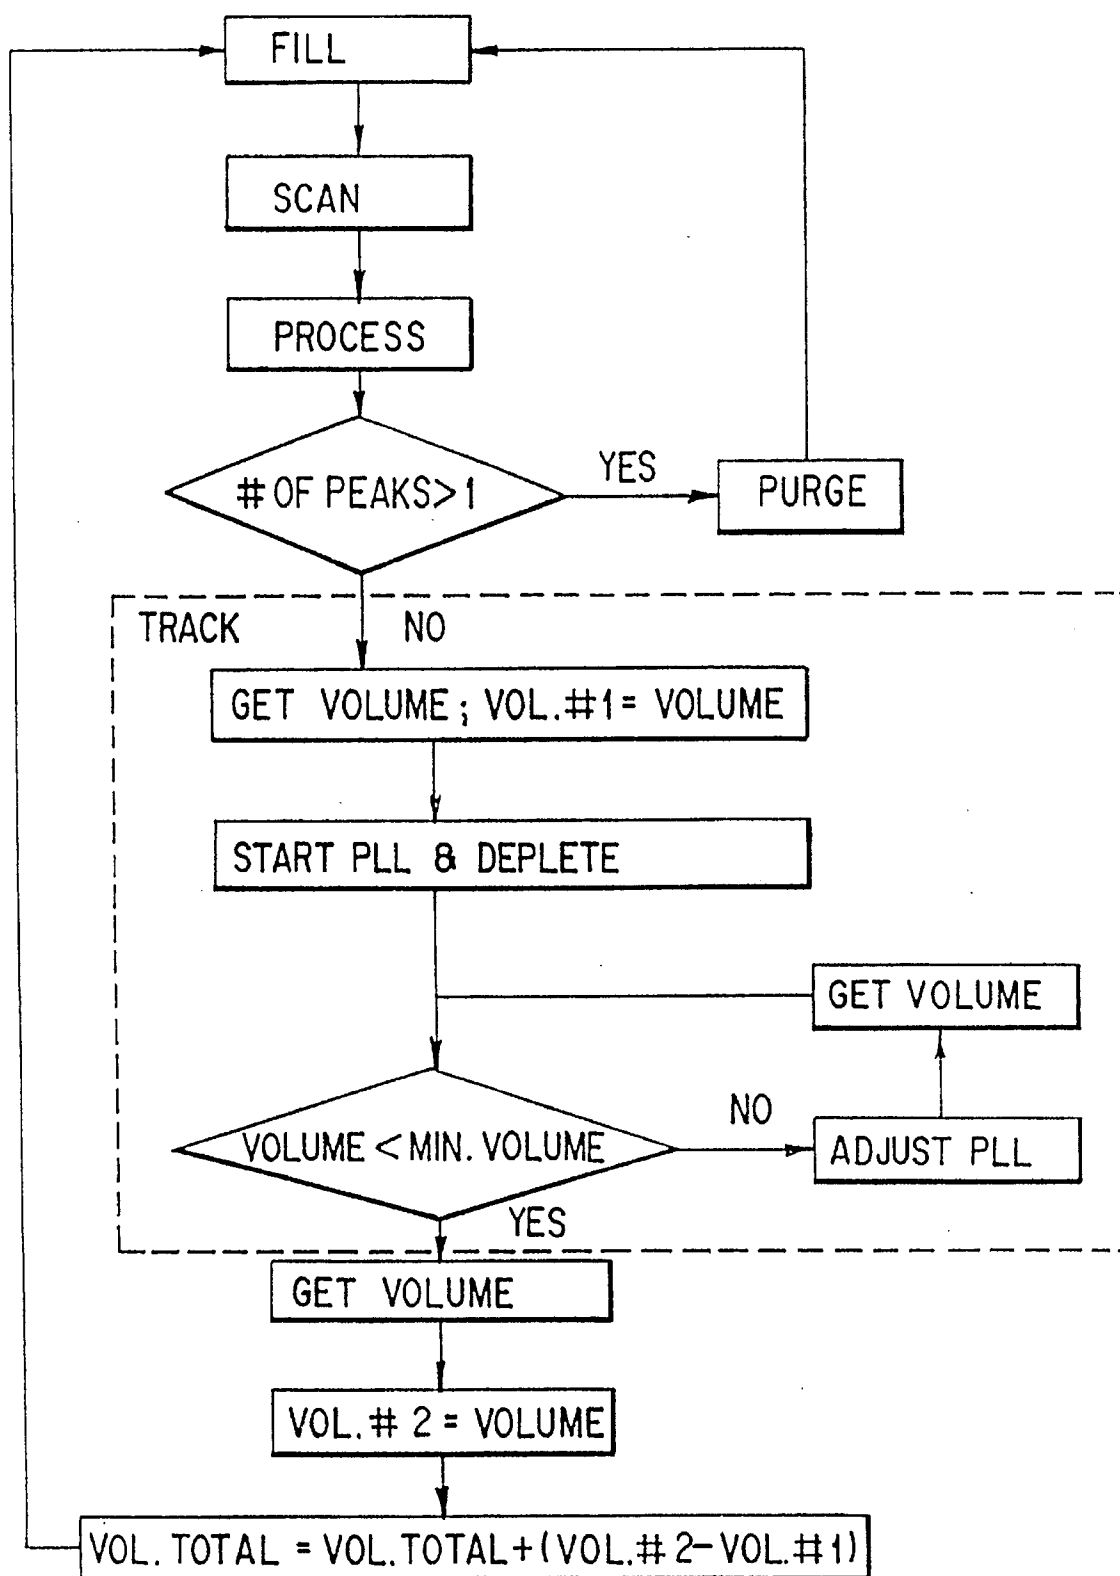 FILL
SCAN
PROCESS
# OF PEAKS > 1
YES
PURGE
TRACK
NO
GET VOLUME; VOL.#1 = VOLUME
START PLL & DEPLETE
GET VOLUME
VOLUME < MIN. VOLUME
NO
ADJUST PLL
YES
GET VOLUME
VOL.# 2 = VOLUME
VOL. TOTAL = VOL. TOTAL+(VOL.# 2-VOL.#1)